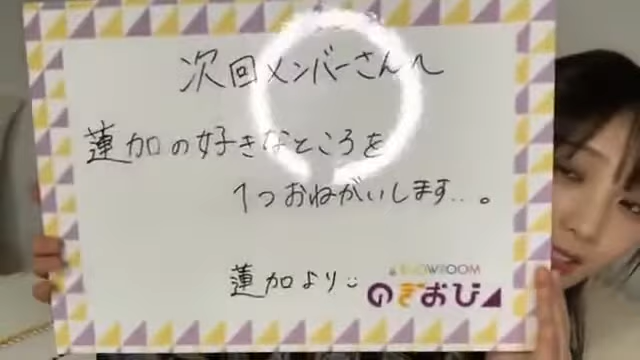 次回メンバーさんへ
蓮加の好きなところを
1つおねがいします...。
蓮加より
SHOWROOM
のぎおび